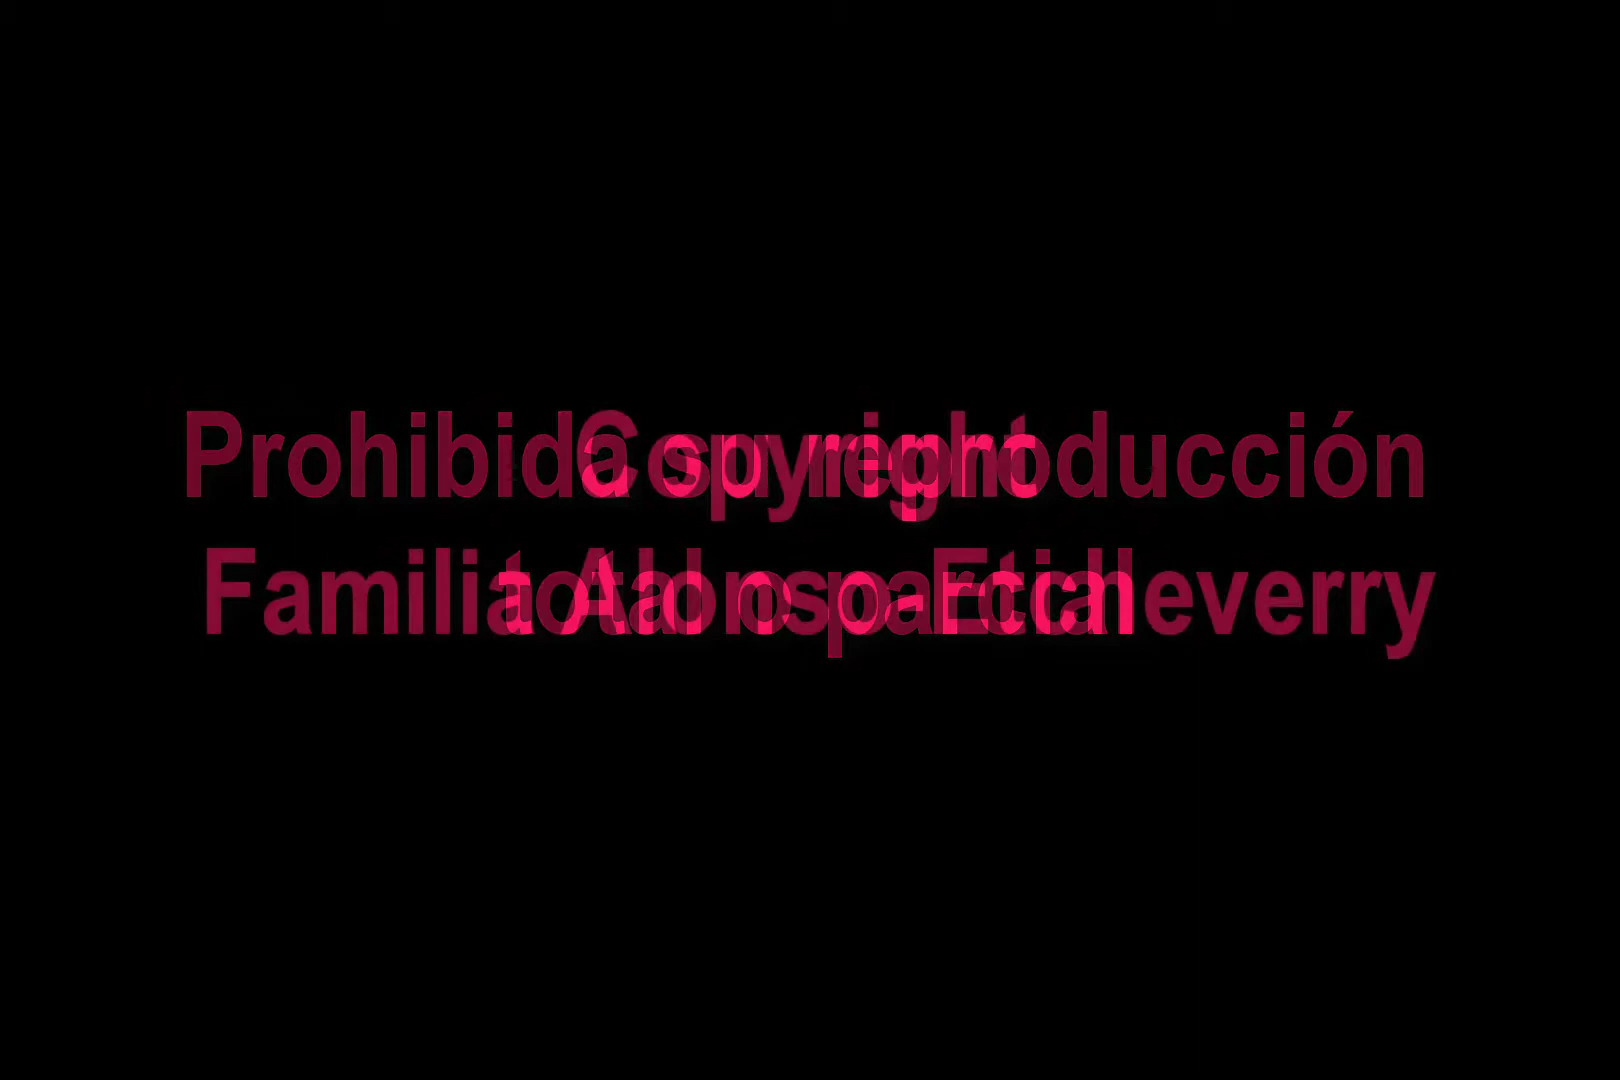 Prohibida su reproducción
total o parcial
Copyright
Familia Alonso - Etcheverry